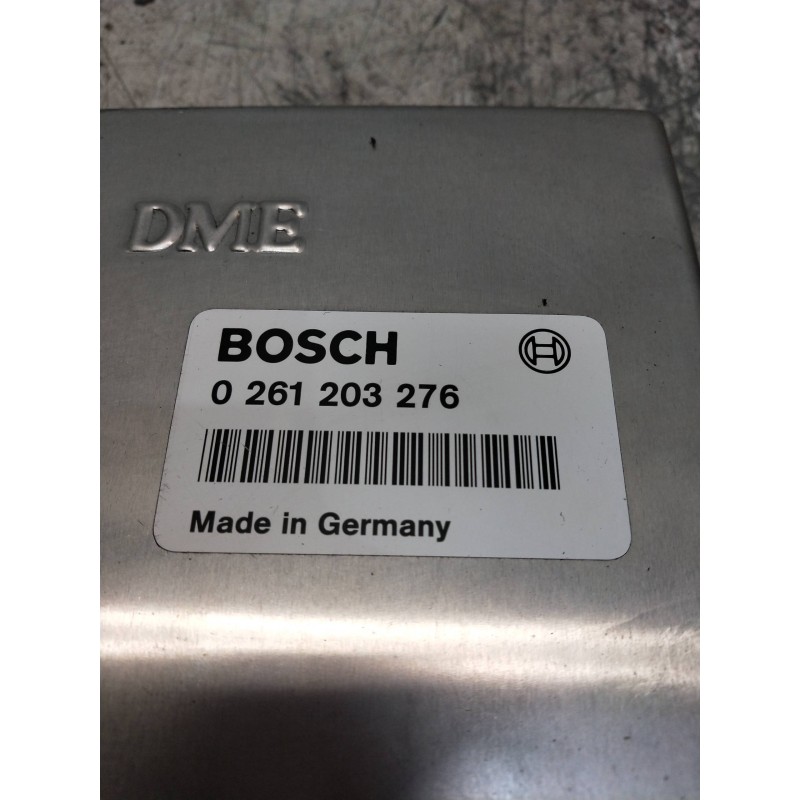 DME
BOSCH
0 261 203 276
Made in Germany